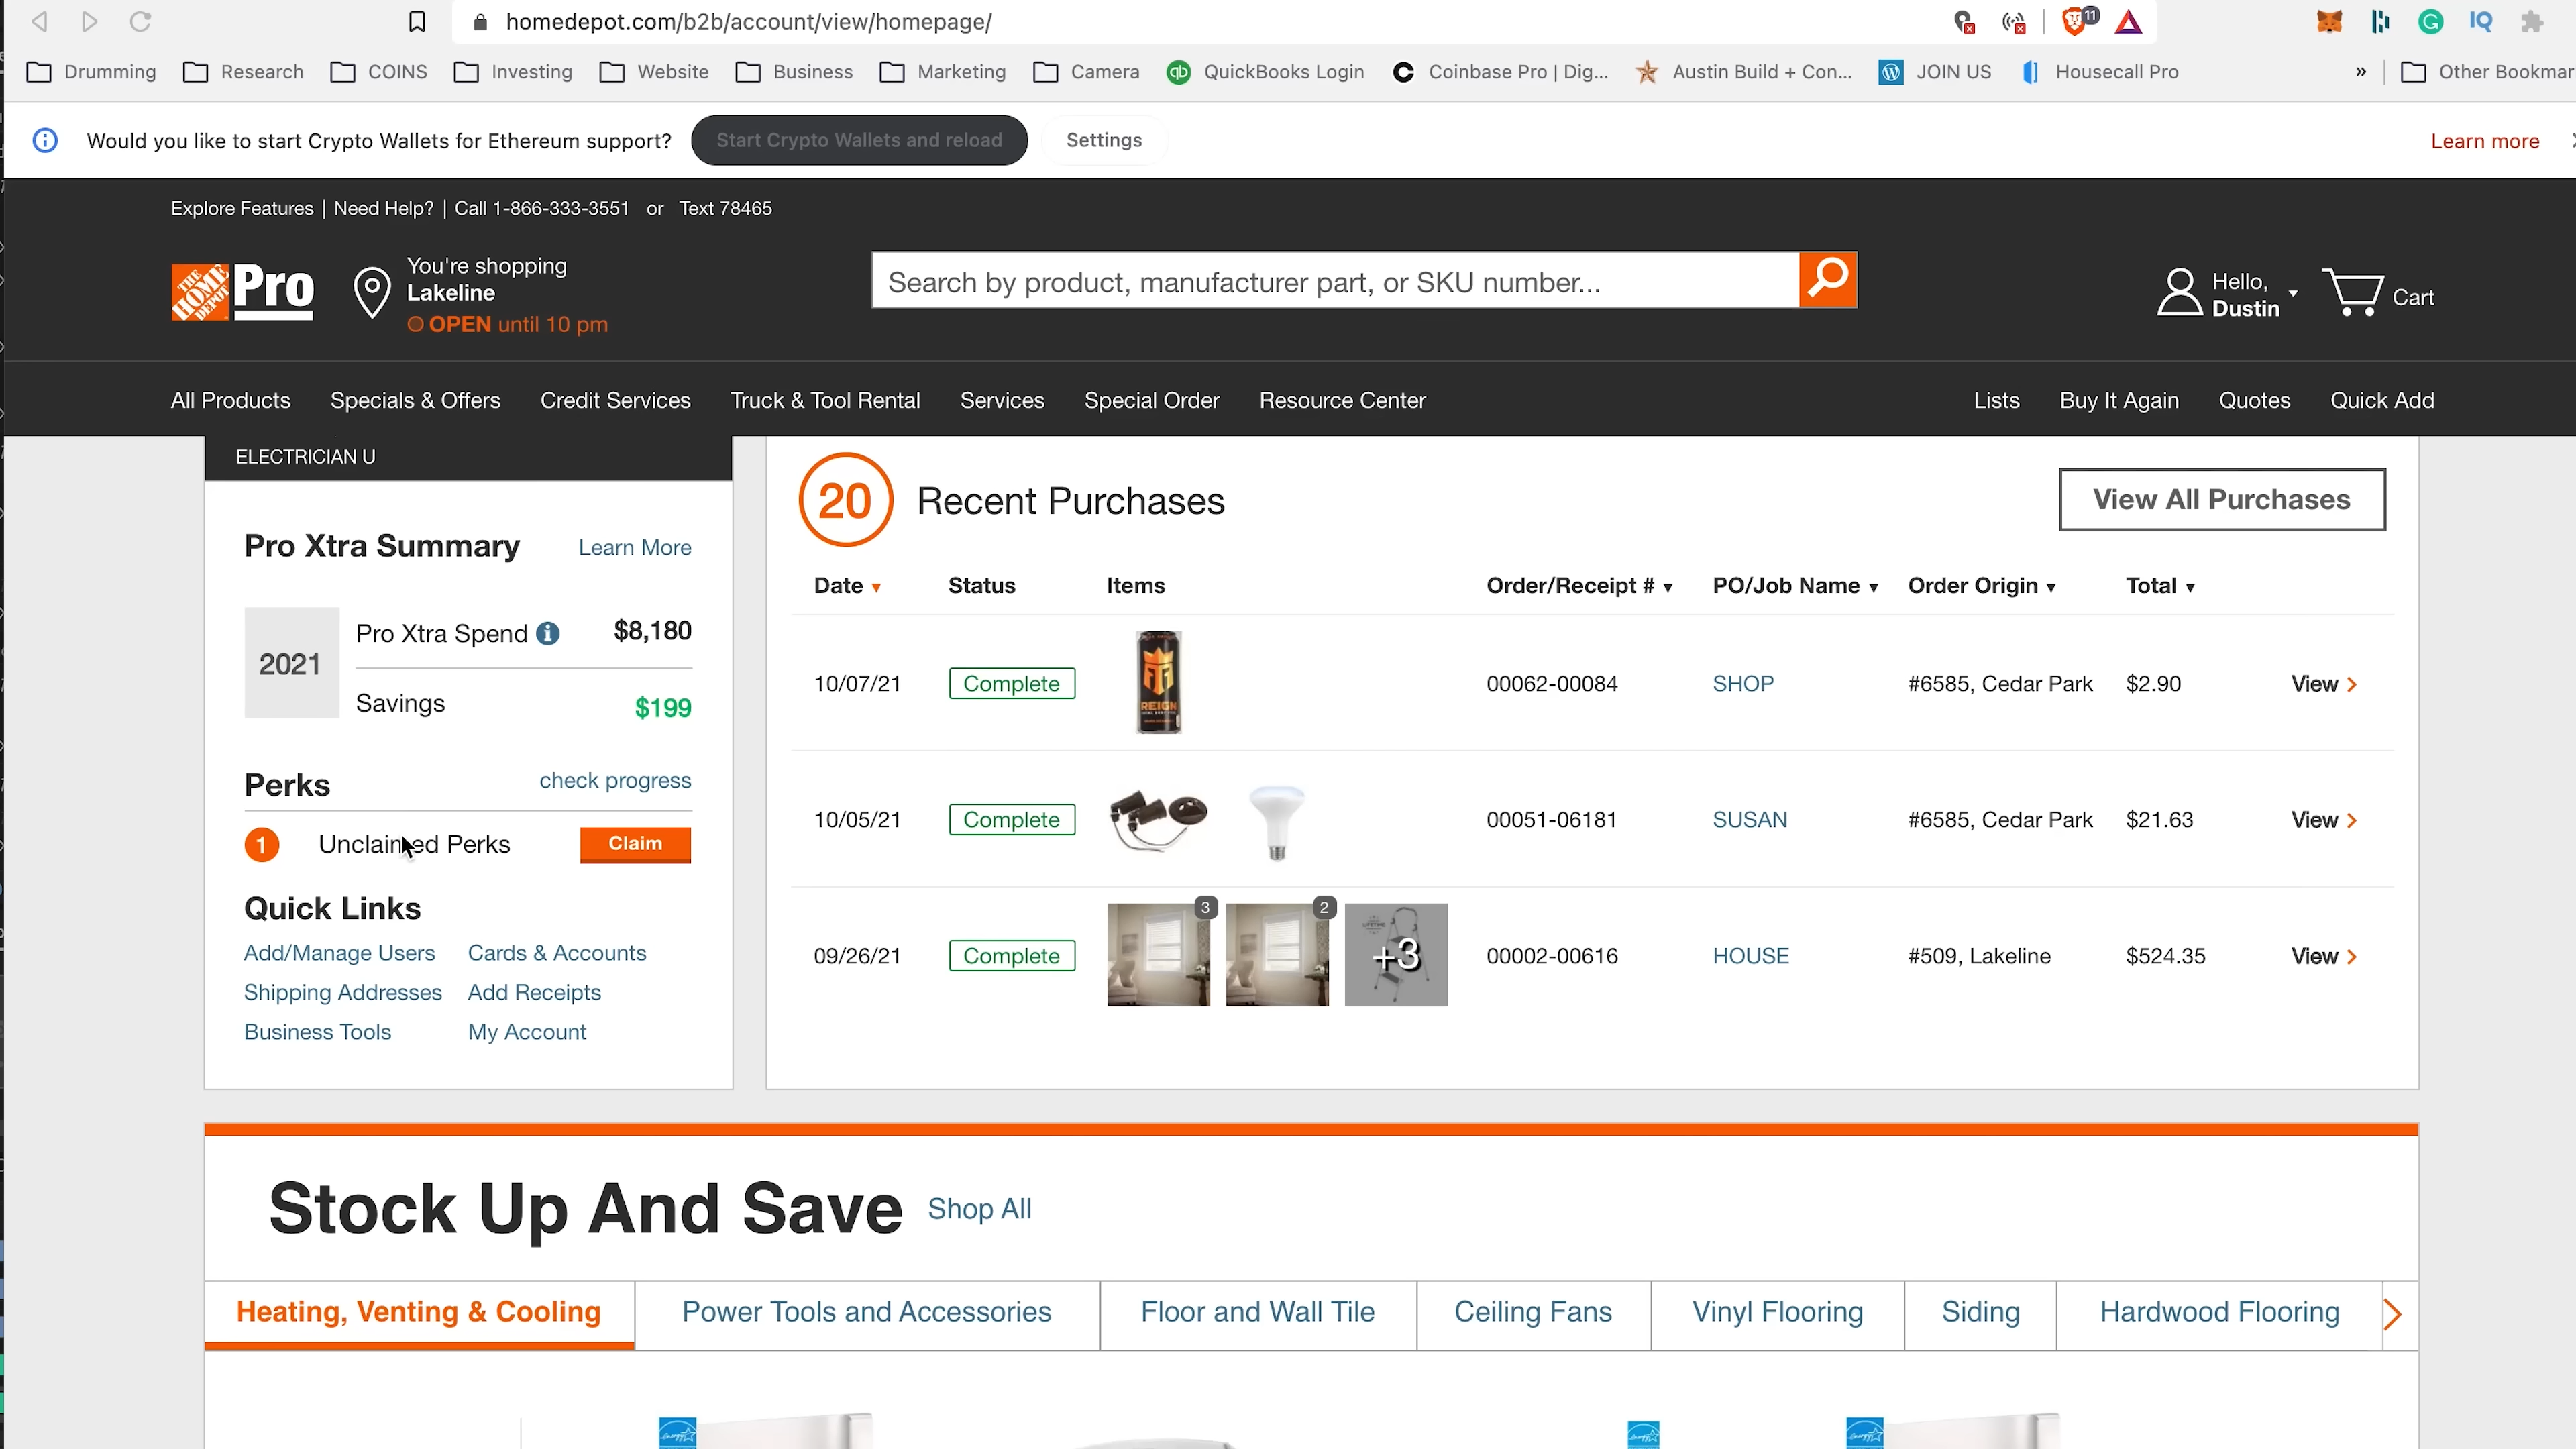 homedepot.com/b2b/account/view/homepage/
11
IQ
Drumming Research COINS Investing Website Business Marketing Camera qb QuickBooks Login Coinbase Pro | Dig... Austin Build + Con... JOIN US Housecall Pro » Other Bookmar
Would you like to start Crypto Wallets for Ethereum support? Start Crypto Wallets and reload Settings Learn more
Explore Features | Need Help? | Call 1-866-333-3551 or Text 78465
THE HOME DEPOT Pro
You're shopping
Lakeline
OPEN until 10 pm
Search by product, manufacturer part, or SKU number...
Hello,
Dustin
Cart
All Products Specials & Offers Credit Services Truck & Tool Rental Services Special Order Resource Center Lists Buy It Again Quotes Quick Add
ELECTRICIAN U
Pro Xtra Summary Learn More
2021
Pro Xtra Spend $8,180
Savings $199
Perks check progress
1 Unclaimed Perks Claim
Quick Links
Add/Manage Users Cards & Accounts
Shipping Addresses Add Receipts
Business Tools My Account
20 Recent Purchases View All Purchases
Date Status Items Order/Receipt # PO/Job Name Order Origin Total
REIGN
10/07/21 Complete 00062-00084 SHOP #6585, Cedar Park $2.90 View
10/05/21 Complete 00051-06181 SUSAN #6585, Cedar Park $21.63 View
3 2
09/26/21 Complete +3 00002-00616 HOUSE #509, Lakeline $524.35 View
Stock Up And Save Shop All
Heating, Venting & Cooling Power Tools and Accessories Floor and Wall Tile Ceiling Fans Vinyl Flooring Siding Hardwood Flooring